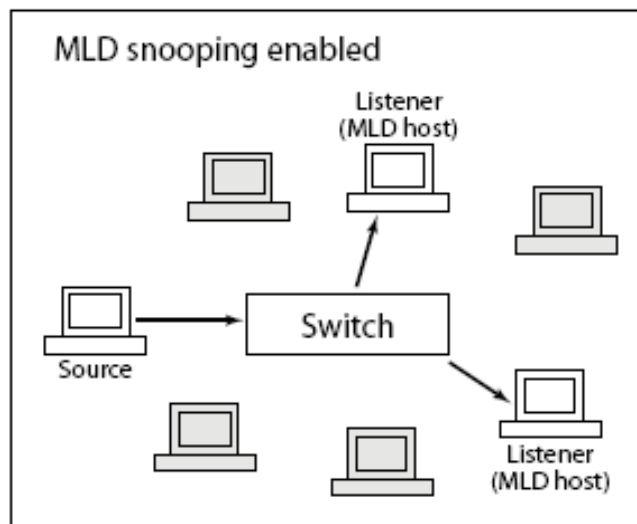 MLD snooping enabled
Listener
(MLD host)
Switch
Source
Listener
(MLD host)